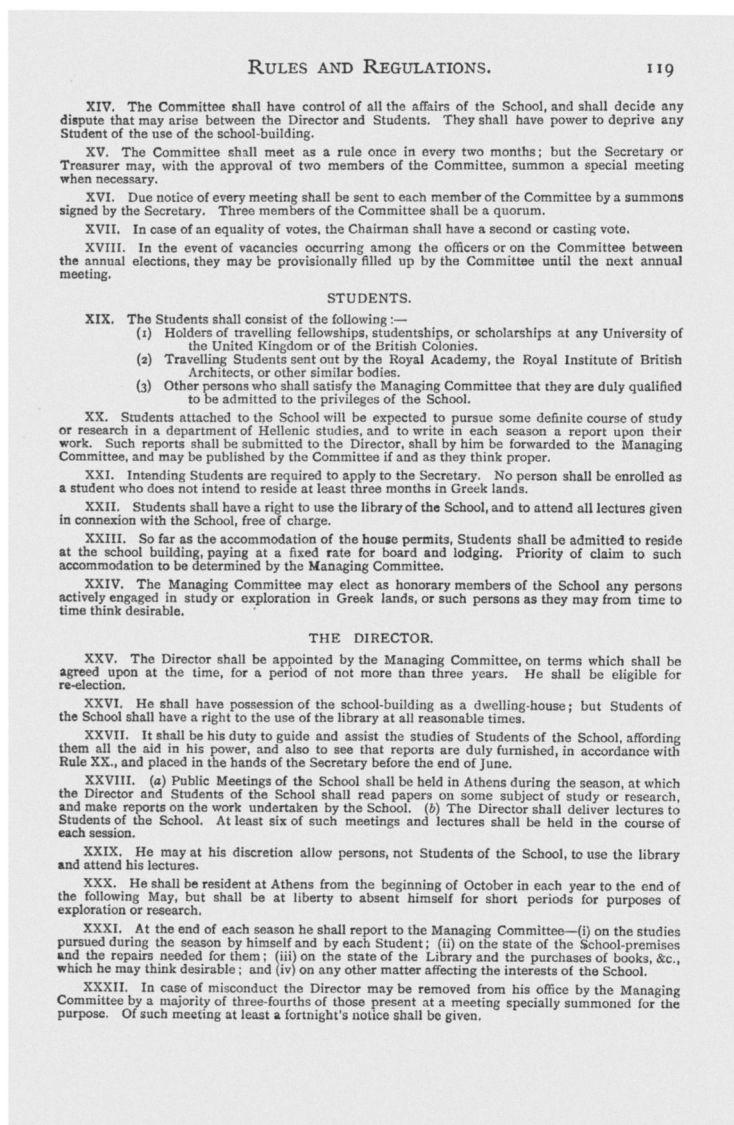 RULES AND REGULATIONS. 119
XIV. The Committee shall have control of all the affairs of the School, and shall decide any
dispute that may arise between the Director and Students. They shall have power to deprive any
Student of the use of the school-building.
XV. The Committee shall meet as a rule once in every two months; but the Secretary or
Treasurer may, with the approval of two members of the Committee, summon a special meeting
when necessary.
XVI. Due notice of every meeting shall be sent to each member of the Committee by a summons
signed by the Secretary. Three members of the Committee shall be a quorum.
XVII. In case of an equality of votes, the Chairman shall have a second or casting vote.
XVIII. In the event of vacancies occurring among the officers or on the Committee between
the annual elections, they may be provisionally filled up by the Committee until the next annual
meeting.
STUDENTS.
XIX. The Students shall consist of the following :—
(1) Holders of travelling fellowships, studentships, or scholarships at any University of
the United Kingdom or of the British Colonies.
(2) Travelling Students sent out by the Royal Academy, the Royal Institute of British
Architects, or other similar bodies.
(3) Other persons who shall satisfy the Managing Committee that they are duly qualified
to be admitted to the privileges of the School.
XX. Students attached to the School will be expected to pursue some definite course of study
or research in a department of Hellenic studies, and to write in each season a report upon their
work. Such reports shall be submitted to the Director, shall by him be forwarded to the Managing
Committee, and may be published by the Committee if and as they think proper.
XXI. Intending Students are required to apply to the Secretary. No person shall be enrolled as
a student who does not intend to reside at least three months in Greek lands.
XXII. Students shall have a right to use the library of the School, and to attend all lectures given
in connexion with the School, free of charge.
XXIII. So far as the accommodation of the house permits, Students shall be admitted to reside
at the school building, paying at a fixed rate for board and lodging. Priority of claim to such
accommodation to be determined by the Managing Committee.
XXIV. The Managing Committee may elect as honorary members of the School any persons
actively engaged in study or exploration in Greek lands, or such persons as they may from time to
time think desirable.
THE DIRECTOR.
XXV. The Director shall be appointed by the Managing Committee, on terms which shall be
agreed upon at the time, for a period of not more than three years. He shall be eligible for
re-election.
XXVI. He shall have possession of the school-building as a dwelling-house; but Students of
the School shall have a right to the use of the library at all reasonable times.
XXVII. It shall be his duty to guide and assist the studies of Students of the School, affording
them all the aid in his power, and also to see that reports are duly furnished, in accordance with
Rule XX., and placed in the hands of the Secretary before the end of June.
XXVIII. (a) Public Meetings of the School shall be held in Athens during the season, at which
the Director and Students of the School shall read papers on some subject of study or research,
and make reports on the work undertaken by the School. (b) The Director shall deliver lectures to
Students of the School. At least six of such meetings and lectures shall be held in the course of
each session.
XXIX. He may at his discretion allow persons, not Students of the School, to use the library
and attend his lectures.
XXX. He shall be resident at Athens from the beginning of October in each year to the end of
the following May, but shall be at liberty to absent himself for short periods for purposes of
exploration or research.
XXXI. At the end of each season he shall report to the Managing Committee—(i) on the studies
pursued during the season by himself and by each Student; (ii) on the state of the School-premises
and the repairs needed for them; (iii) on the state of the Library and the purchases of books, &c.,
which he may think desirable; and (iv) on any other matter affecting the interests of the School.
XXXII. In case of misconduct the Director may be removed from his office by the Managing
Committee by a majority of three-fourths of those present at a meeting specially summoned for the
purpose. Of such meeting at least a fortnight's notice shall be given.